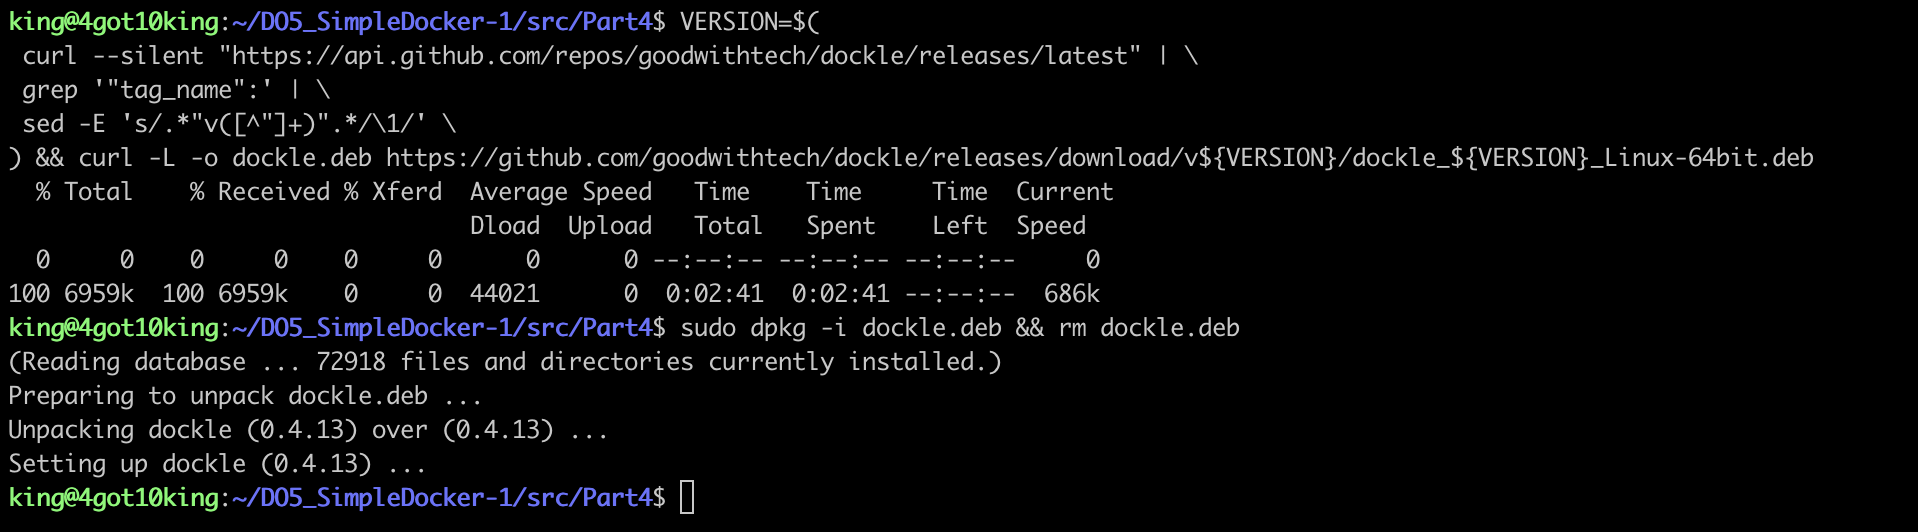 king@4got10king:~/DO5_SimpleDocker-1/src/Part4$ VERSION=$(
 curl --silent "https://api.github.com/repos/goodwithtech/dockle/releases/latest" | \
 grep '"tag_name":' | \
 sed -E 's/.*"v([^"]+)".*/\1/' \
) && curl -L -o dockle.deb https://github.com/goodwithtech/dockle/releases/download/v${VERSION}/dockle_${VERSION}_Linux-64bit.deb
  % Total    % Received % Xferd  Average Speed   Time    Time     Time  Current
                                 Dload  Upload   Total   Spent    Left  Speed
  0     0    0     0    0     0      0      0 --:--:-- --:--:-- --:--:--     0
100 6959k  100 6959k    0     0  44021      0  0:02:41  0:02:41 --:--:--  686k
king@4got10king:~/DO5_SimpleDocker-1/src/Part4$ sudo dpkg -i dockle.deb && rm dockle.deb
(Reading database ... 72918 files and directories currently installed.)
Preparing to unpack dockle.deb ...
Unpacking dockle (0.4.13) over (0.4.13) ...
Setting up dockle (0.4.13) ...
king@4got10king:~/DO5_SimpleDocker-1/src/Part4$